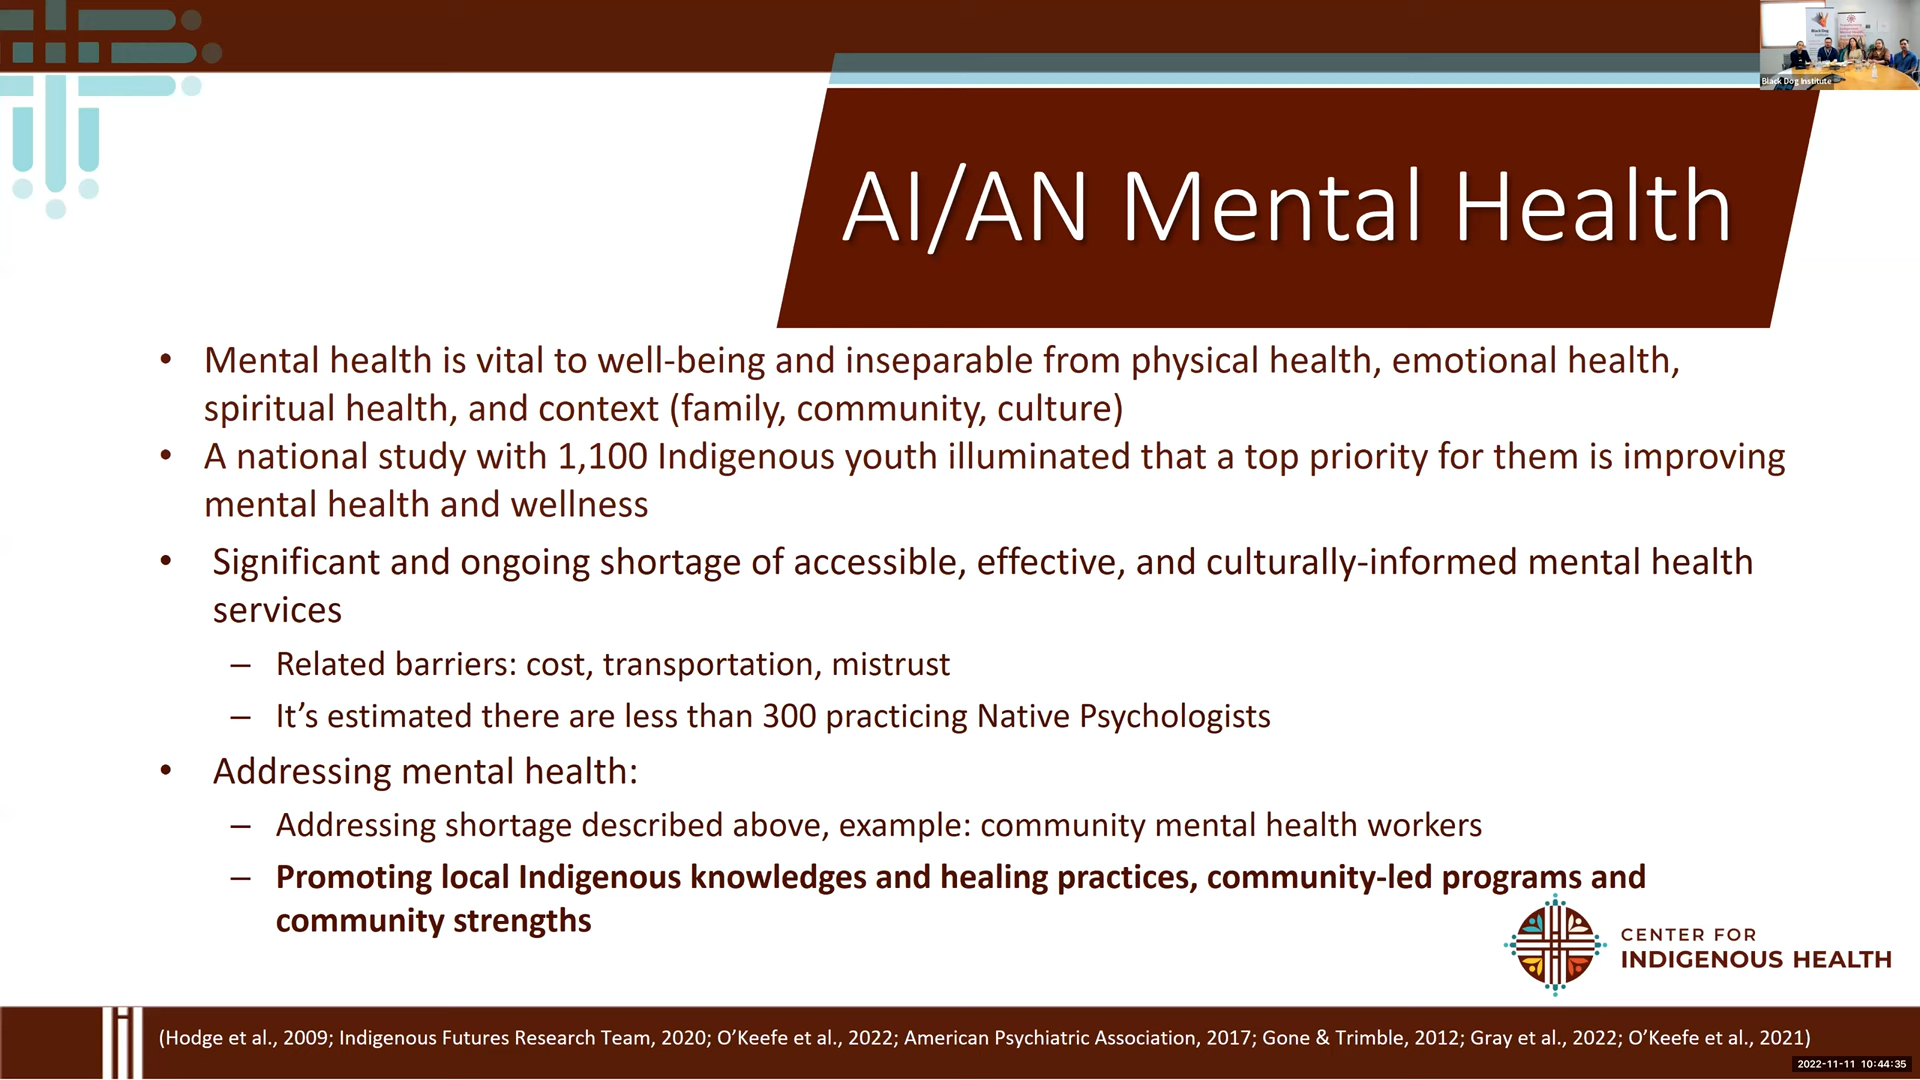 Black Dog Institute
AI/AN Mental Health
• Mental health is vital to well-being and inseparable from physical health, emotional health,
spiritual health, and context (family, community, culture)
• A national study with 1,100 Indigenous youth illuminated that a top priority for them is improving
mental health and wellness
• Significant and ongoing shortage of accessible, effective, and culturally-informed mental health
services
– Related barriers: cost, transportation, mistrust
– It’s estimated there are less than 300 practicing Native Psychologists
• Addressing mental health:
– Addressing shortage described above, example: community mental health workers
– Promoting local Indigenous knowledges and healing practices, community-led programs and
community strengths
CENTER FOR
INDIGENOUS HEALTH
(Hodge et al., 2009; Indigenous Futures Research Team, 2020; O’Keefe et al., 2022; American Psychiatric Association, 2017; Gone & Trimble, 2012; Gray et al., 2022; O’Keefe et al., 2021)
2022-11-11 10:44:35